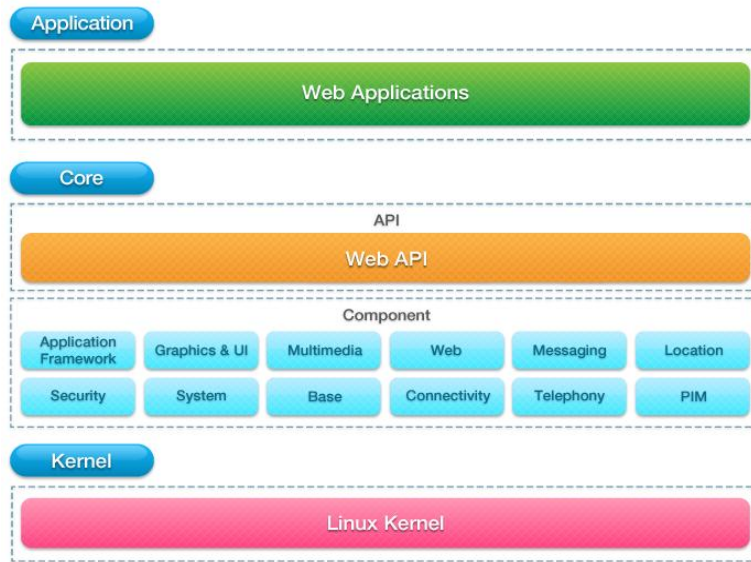 Application
Web Applications
Core
API
Web API
Component
Application
Framework
Graphics & UI
Multimedia
Web
Messaging
Location
Security
System
Base
Connectivity
Telephony
PIM
Kernel
Linux Kernel